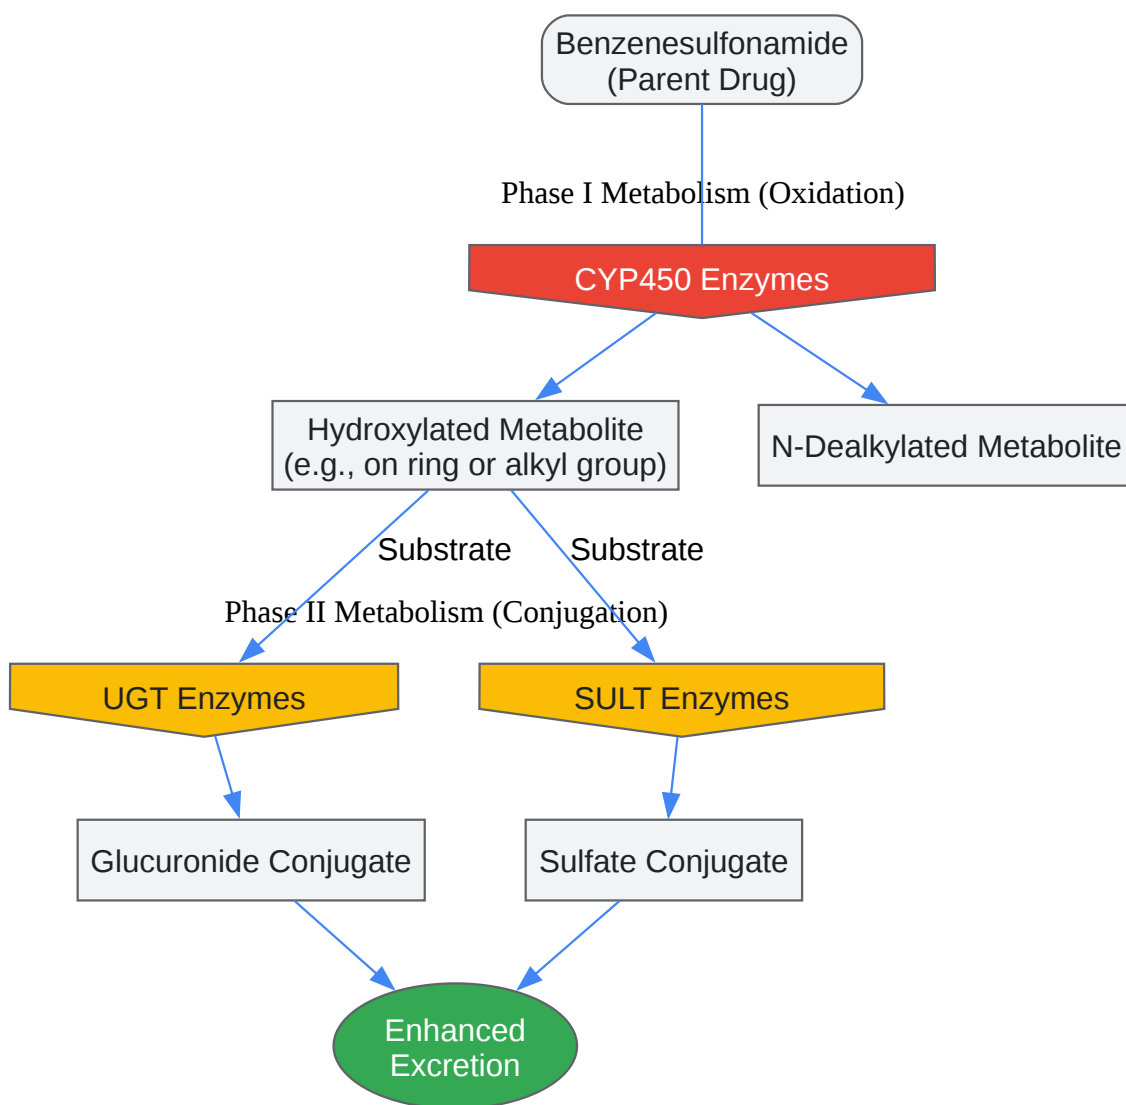 Benzenesulfonamide
(Parent Drug)
Phase I Metabolism (Oxidation)
CYP450 Enzymes
Hydroxylated Metabolite
(e.g., on ring or alkyl group)
N-Dealkylated Metabolite
Substrate
Substrate
Phase II Metabolism (Conjugation)
UGT Enzymes
SULT Enzymes
Glucuronide Conjugate
Sulfate Conjugate
Enhanced
Excretion